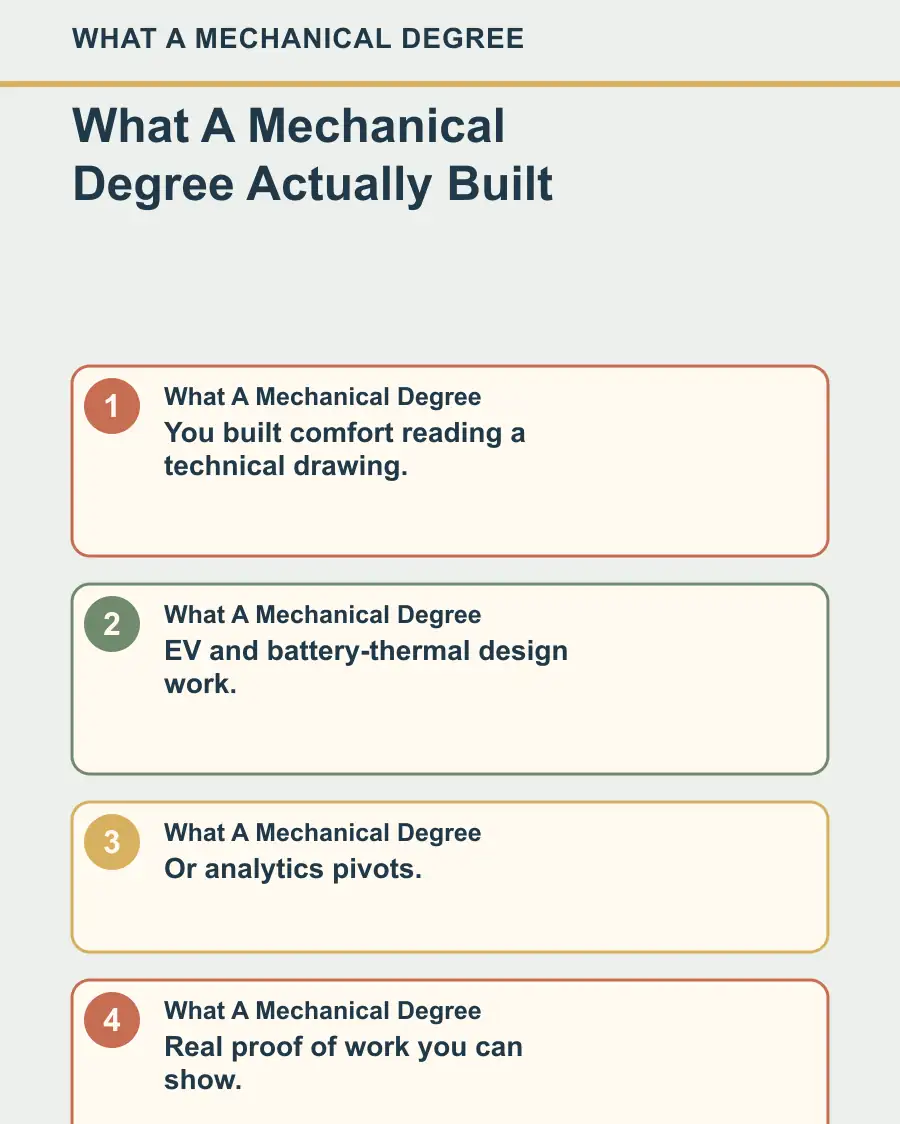 WHAT A MECHANICAL DEGREE
What A Mechanical
Degree Actually Built
1
What A Mechanical Degree
You built comfort reading a
technical drawing.
2
What A Mechanical Degree
EV and battery-thermal design
work.
3
What A Mechanical Degree
Or analytics pivots.
4
What A Mechanical Degree
Real proof of work you can
show.